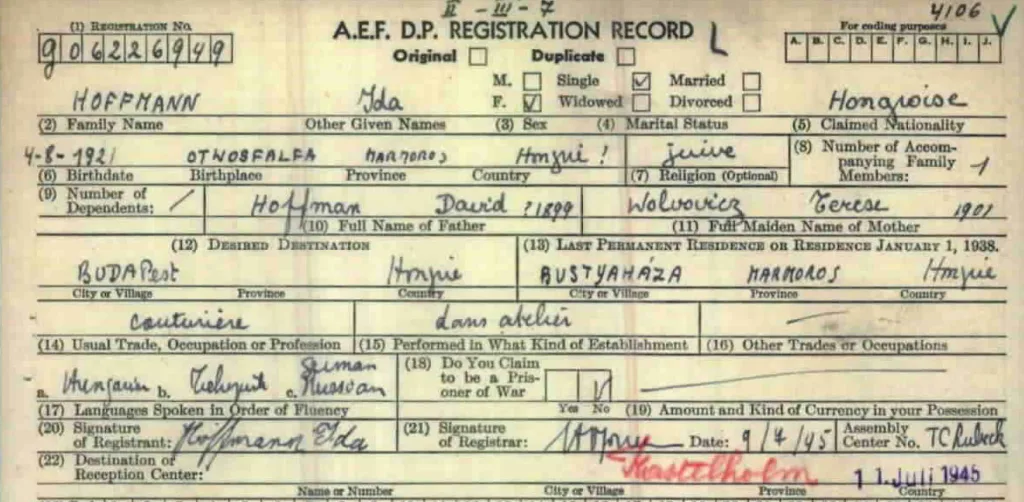 II - III - 7
4106
(1) Registration No.
A.E.F. D.P. REGISTRATION RECORD
For coding purposes
G06226949
Original Duplicate
A. B. C. D. E. F. G. H. I. J.
M. Single Married
HOFFMANN Ida F. Widowed Divorced Hongroise
(2) Family Name Other Given Names (3) Sex (4) Marital Status (5) Claimed Nationality
4-8-1921 OTWOSFALFA MARMOROS Hongrie ! juive (8) Number of Accompanying Family Members: 1
(6) Birthdate Birthplace Province Country (7) Religion (Optional)
(9) Number of Dependents: / Hoffman David ?1899 Wolvovicz Terese 1901
(10) Full Name of Father (11) Full Maiden Name of Mother
(12) Desired Destination (13) Last Permanent Residence or Residence January 1, 1938.
BUDAPest Hongrie BUSTYAHÁZA MARMOROS Hongrie
City or Village Province Country City or Village Province Country
couturière dans atelier
(14) Usual Trade, Occupation or Profession (15) Performed in What Kind of Establishment (16) Other Trades or Occupations
German
a. b. c. Russian
(18) Do You Claim to be a Prisoner of War
(17) Languages Spoken in Order of Fluency Yes No (19) Amount and Kind of Currency in your Possession
(20) Signature of Registrant: Hoffmann Ida (21) Signature of Registrar: Date: 9/7/45 Assembly Center No. TC Lubeck
(22) Destination or Reception Center: Kastelholm 11. Juli 1945
Name or Number City or Village Province Country